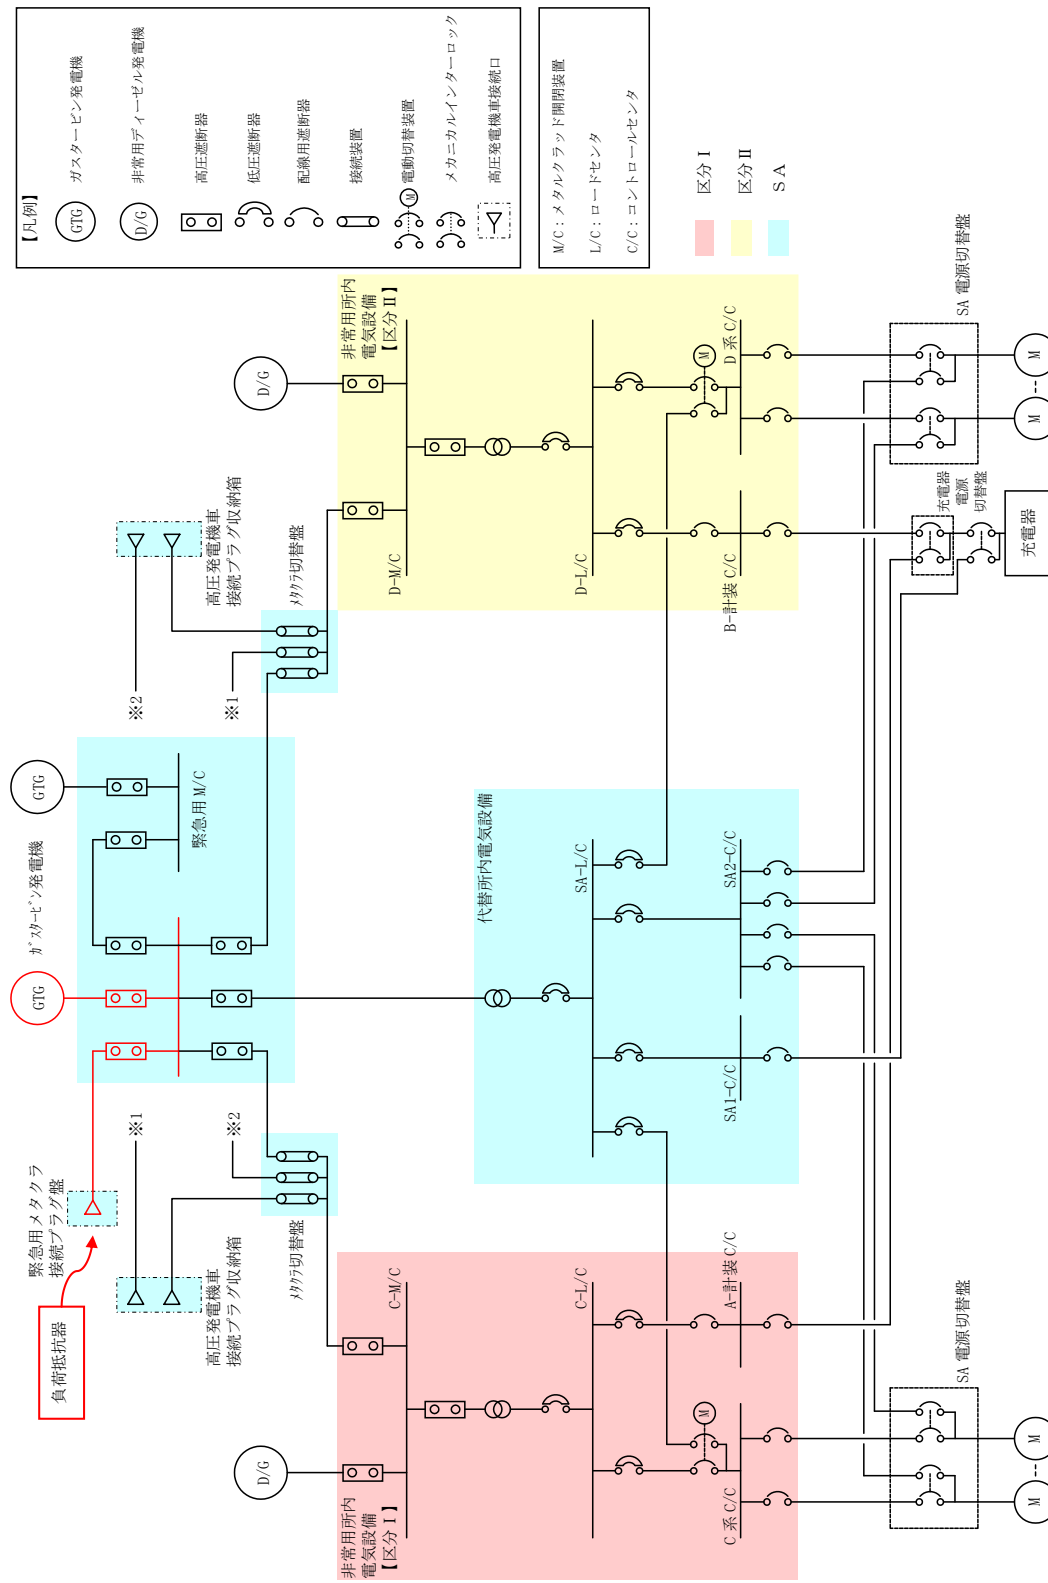 【凡例】
GTG ガスタービン発電機
D/G 非常用ディーゼル発電機
高圧遮断器
低圧遮断器
配線用遮断器
接続装置
M 電動切替装置
メカニカルインターロック
高圧発電機車接続口
M/C：メタルクラッド開閉装置
L/C：ロードセンタ
C/C：コントロールセンタ
区分Ⅰ
区分Ⅱ
ＳＡ
負荷抵抗器
緊急用メタクラ
接続プラグ盤
GTG
ｶﾞｽﾀｰﾋﾞﾝ発電機
GTG
緊急用 M/C
※1
※2
高圧発電機車
接続プラグ収納箱
ﾒﾀｸﾗ切替盤
※2
※1
高圧発電機車
接続プラグ収納箱
ﾒﾀｸﾗ切替盤
D/G
非常用所内
電気設備
【区分Ⅰ】
C-M/C
C-L/C
M
C 系 C/C
A-計装 C/C
代替所内電気設備
SA-L/C
SA1-C/C
SA2-C/C
D/G
非常用所内
電気設備
【区分Ⅱ】
D-M/C
D-L/C
M
B-計装 C/C
D 系 C/C
SA 電源切替盤
M
M
充電器
電源
切替盤
充電器
SA 電源切替盤
M
M